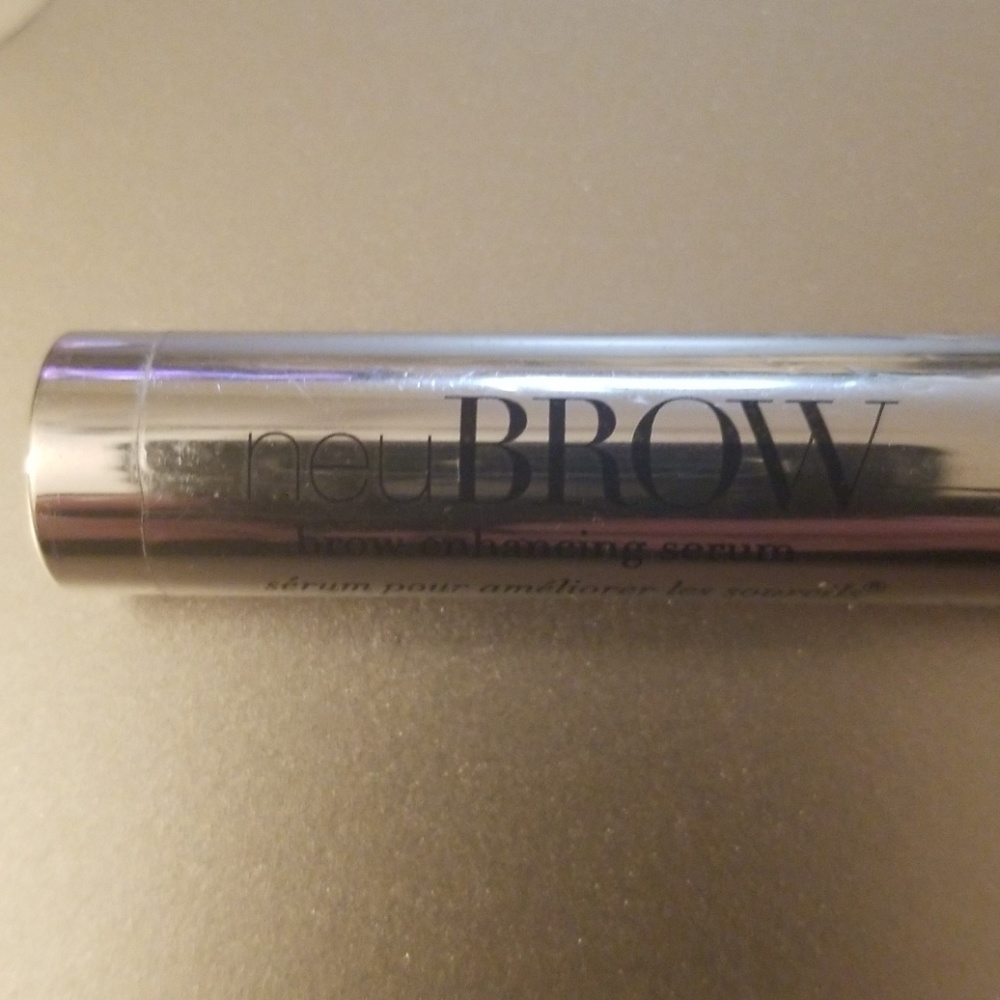 neuBROW
brow enhancing serum
sérum pour améliorer les sourcils®